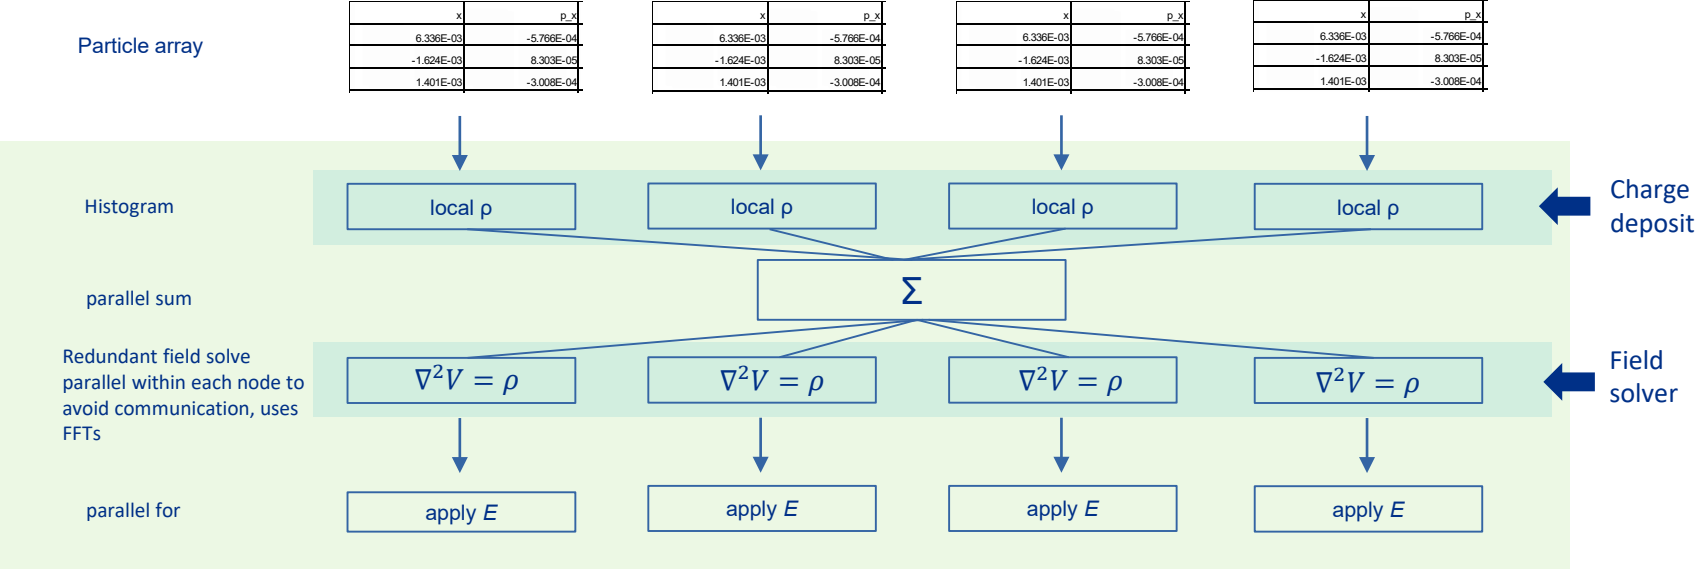 Particle array
x p_x
6.336E-03 -5.766E-04
-1.624E-03 8.303E-05
1.401E-03 -3.008E-04
x p_x
6.336E-03 -5.766E-04
-1.624E-03 8.303E-05
1.401E-03 -3.008E-04
x p_x
6.336E-03 -5.766E-04
-1.624E-03 8.303E-05
1.401E-03 -3.008E-04
x p_x
6.336E-03 -5.766E-04
-1.624E-03 8.303E-05
1.401E-03 -3.008E-04
Histogram
local ρ
local ρ
local ρ
local ρ
Charge
deposit
parallel sum
Σ
Redundant field solve
parallel within each node to
avoid communication, uses
FFTs
∇²V = ρ
∇²V = ρ
∇²V = ρ
∇²V = ρ
Field
solver
parallel for
apply E
apply E
apply E
apply E